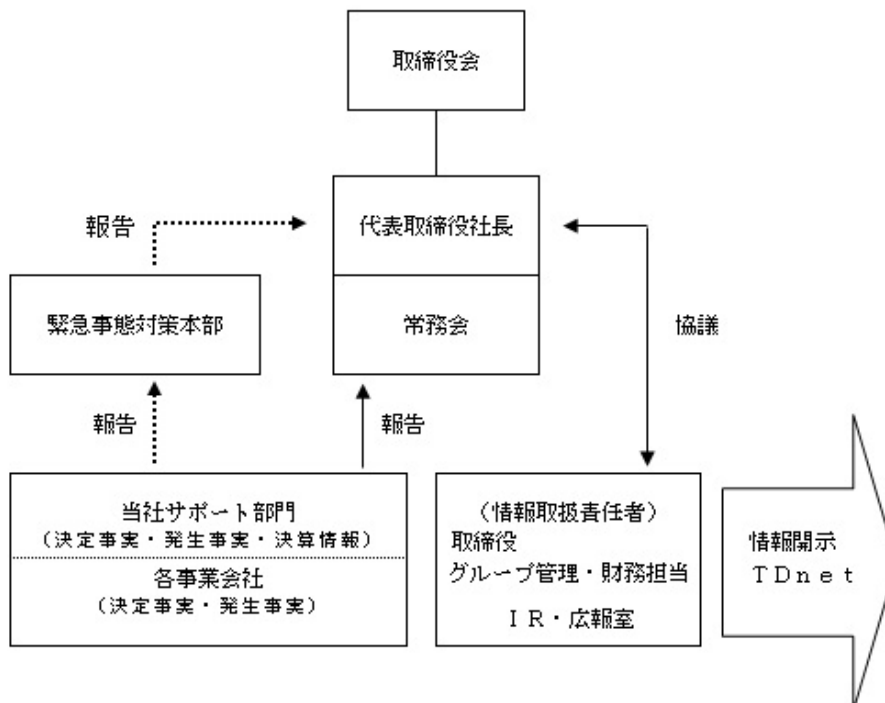 取締役会
報告
代表取締役社長
緊急事態対策本部
常務会
協議
報告
報告
当社サポート部門
(決定事実・発生事実・決算情報)
各事業会社
(決定事実・発生事実)
(情報取扱責任者)
取締役
グループ管理・財務担当
ＩＲ・広報室
情報開示
ＴＤｎｅｔ